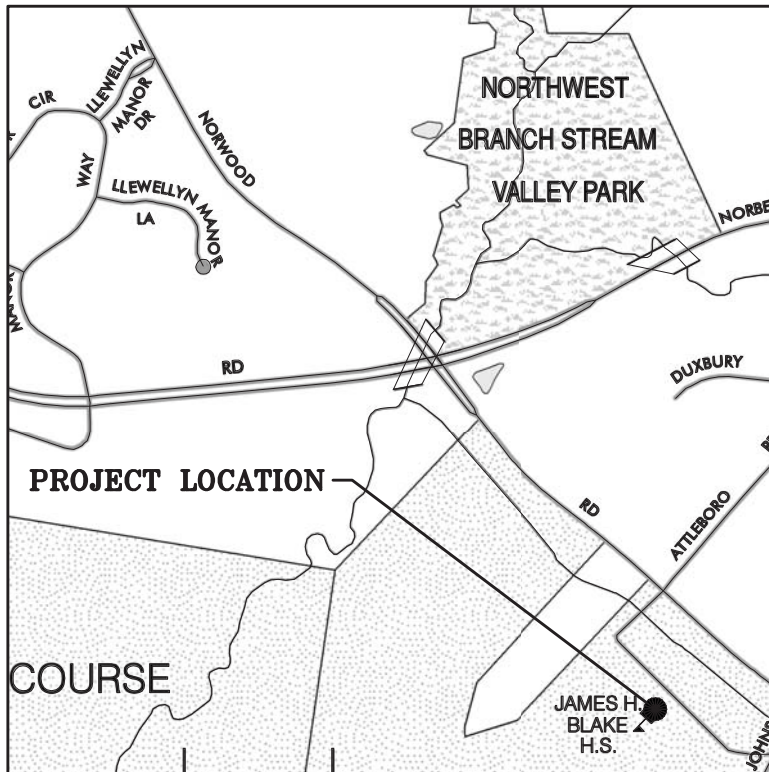 NORTHWEST
BRANCH STREAM
VALLEY PARK
CIR
LLEWELLYN
MANOR
DR
WAY
NORWOOD
LLEWELLYN MANOR
LA
MANOR
RD
DUXBURY
PROJECT LOCATION
RD
ATTLEBORO
COURSE
JAMES H.
BLAKE
H.S.